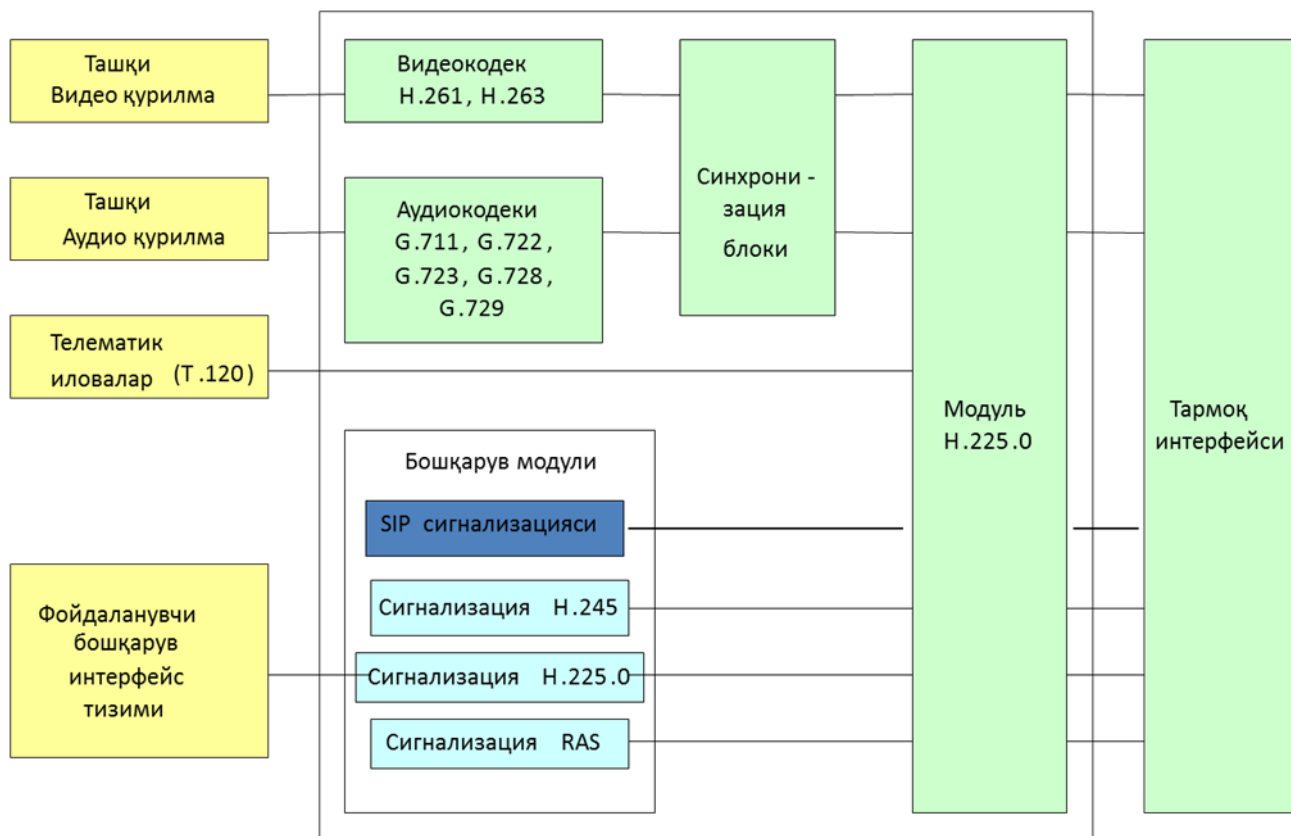 Ташқи
Видео қурилма
Видеокодек
H.261, H.263
Ташқи
Аудио қурилма
Аудиокодеки
G.711, G.722,
G.723, G.728,
G.729
Синхрони -
зация
блоки
Телематик
иловалар (T.120)
Модуль
H.225.0
Тармоқ
интерфейси
Бошқарув модули
SIP сигнализацияси
Сигнализация H.245
Сигнализация H.225.0
Сигнализация RAS
Фойдаланувчи
бошқарув
интерфейс
тизими